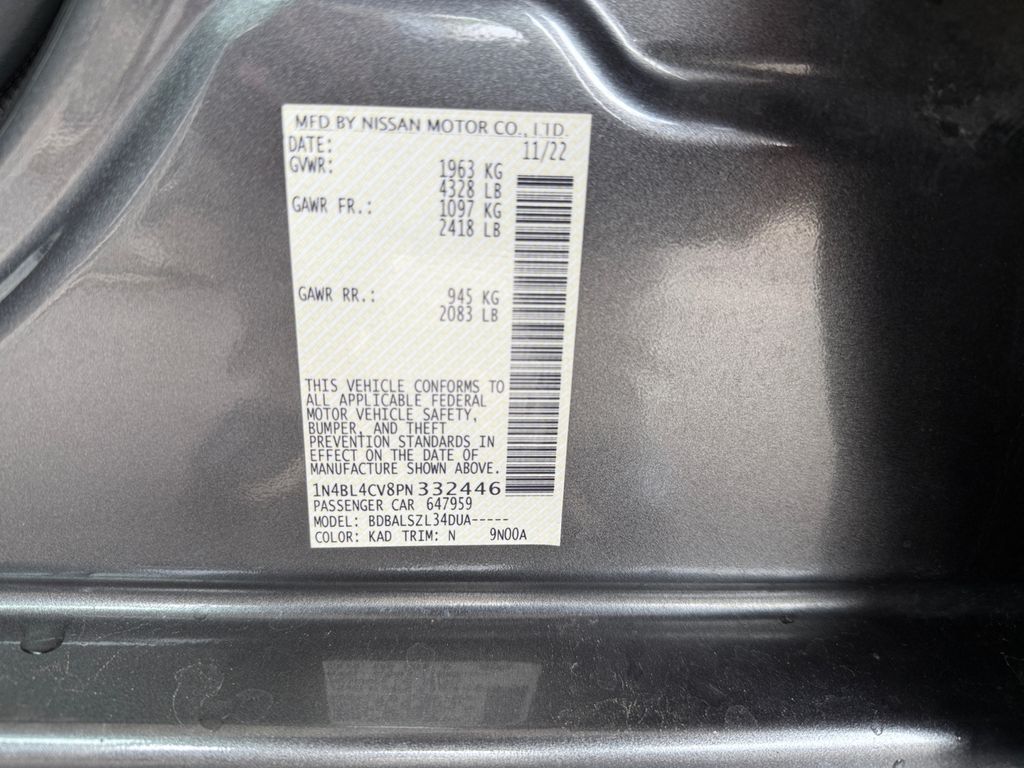 MFD BY NISSAN MOTOR CO., LTD.
DATE: 11/22
GVWR: 1963 KG
4328 LB
GAWR FR.: 1097 KG
2418 LB
GAWR RR.: 945 KG
2083 LB
THIS VEHICLE CONFORMS TO
ALL APPLICABLE FEDERAL
MOTOR VEHICLE SAFETY,
BUMPER, AND THEFT
PREVENTION STANDARDS IN
EFFECT ON THE DATE OF
MANUFACTURE SHOWN ABOVE.
1N4BL4CV8PN 332446
PASSENGER CAR 647959
MODEL: BDBALSZL34DUA-----
COLOR: KAD TRIM: N 9N00A